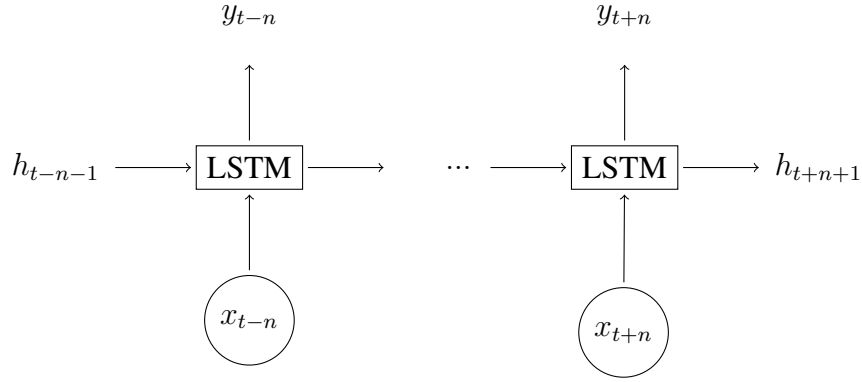 y_{t−n} y_{t+n}
h_{t−n−1} LSTM ... LSTM h_{t+n+1}
x_{t−n} x_{t+n}